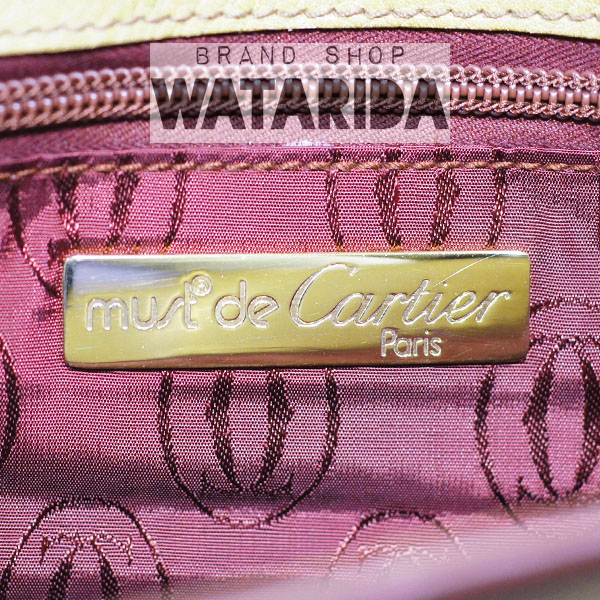 BRAND SHOP
WATARIDA
must® de Cartier
Paris